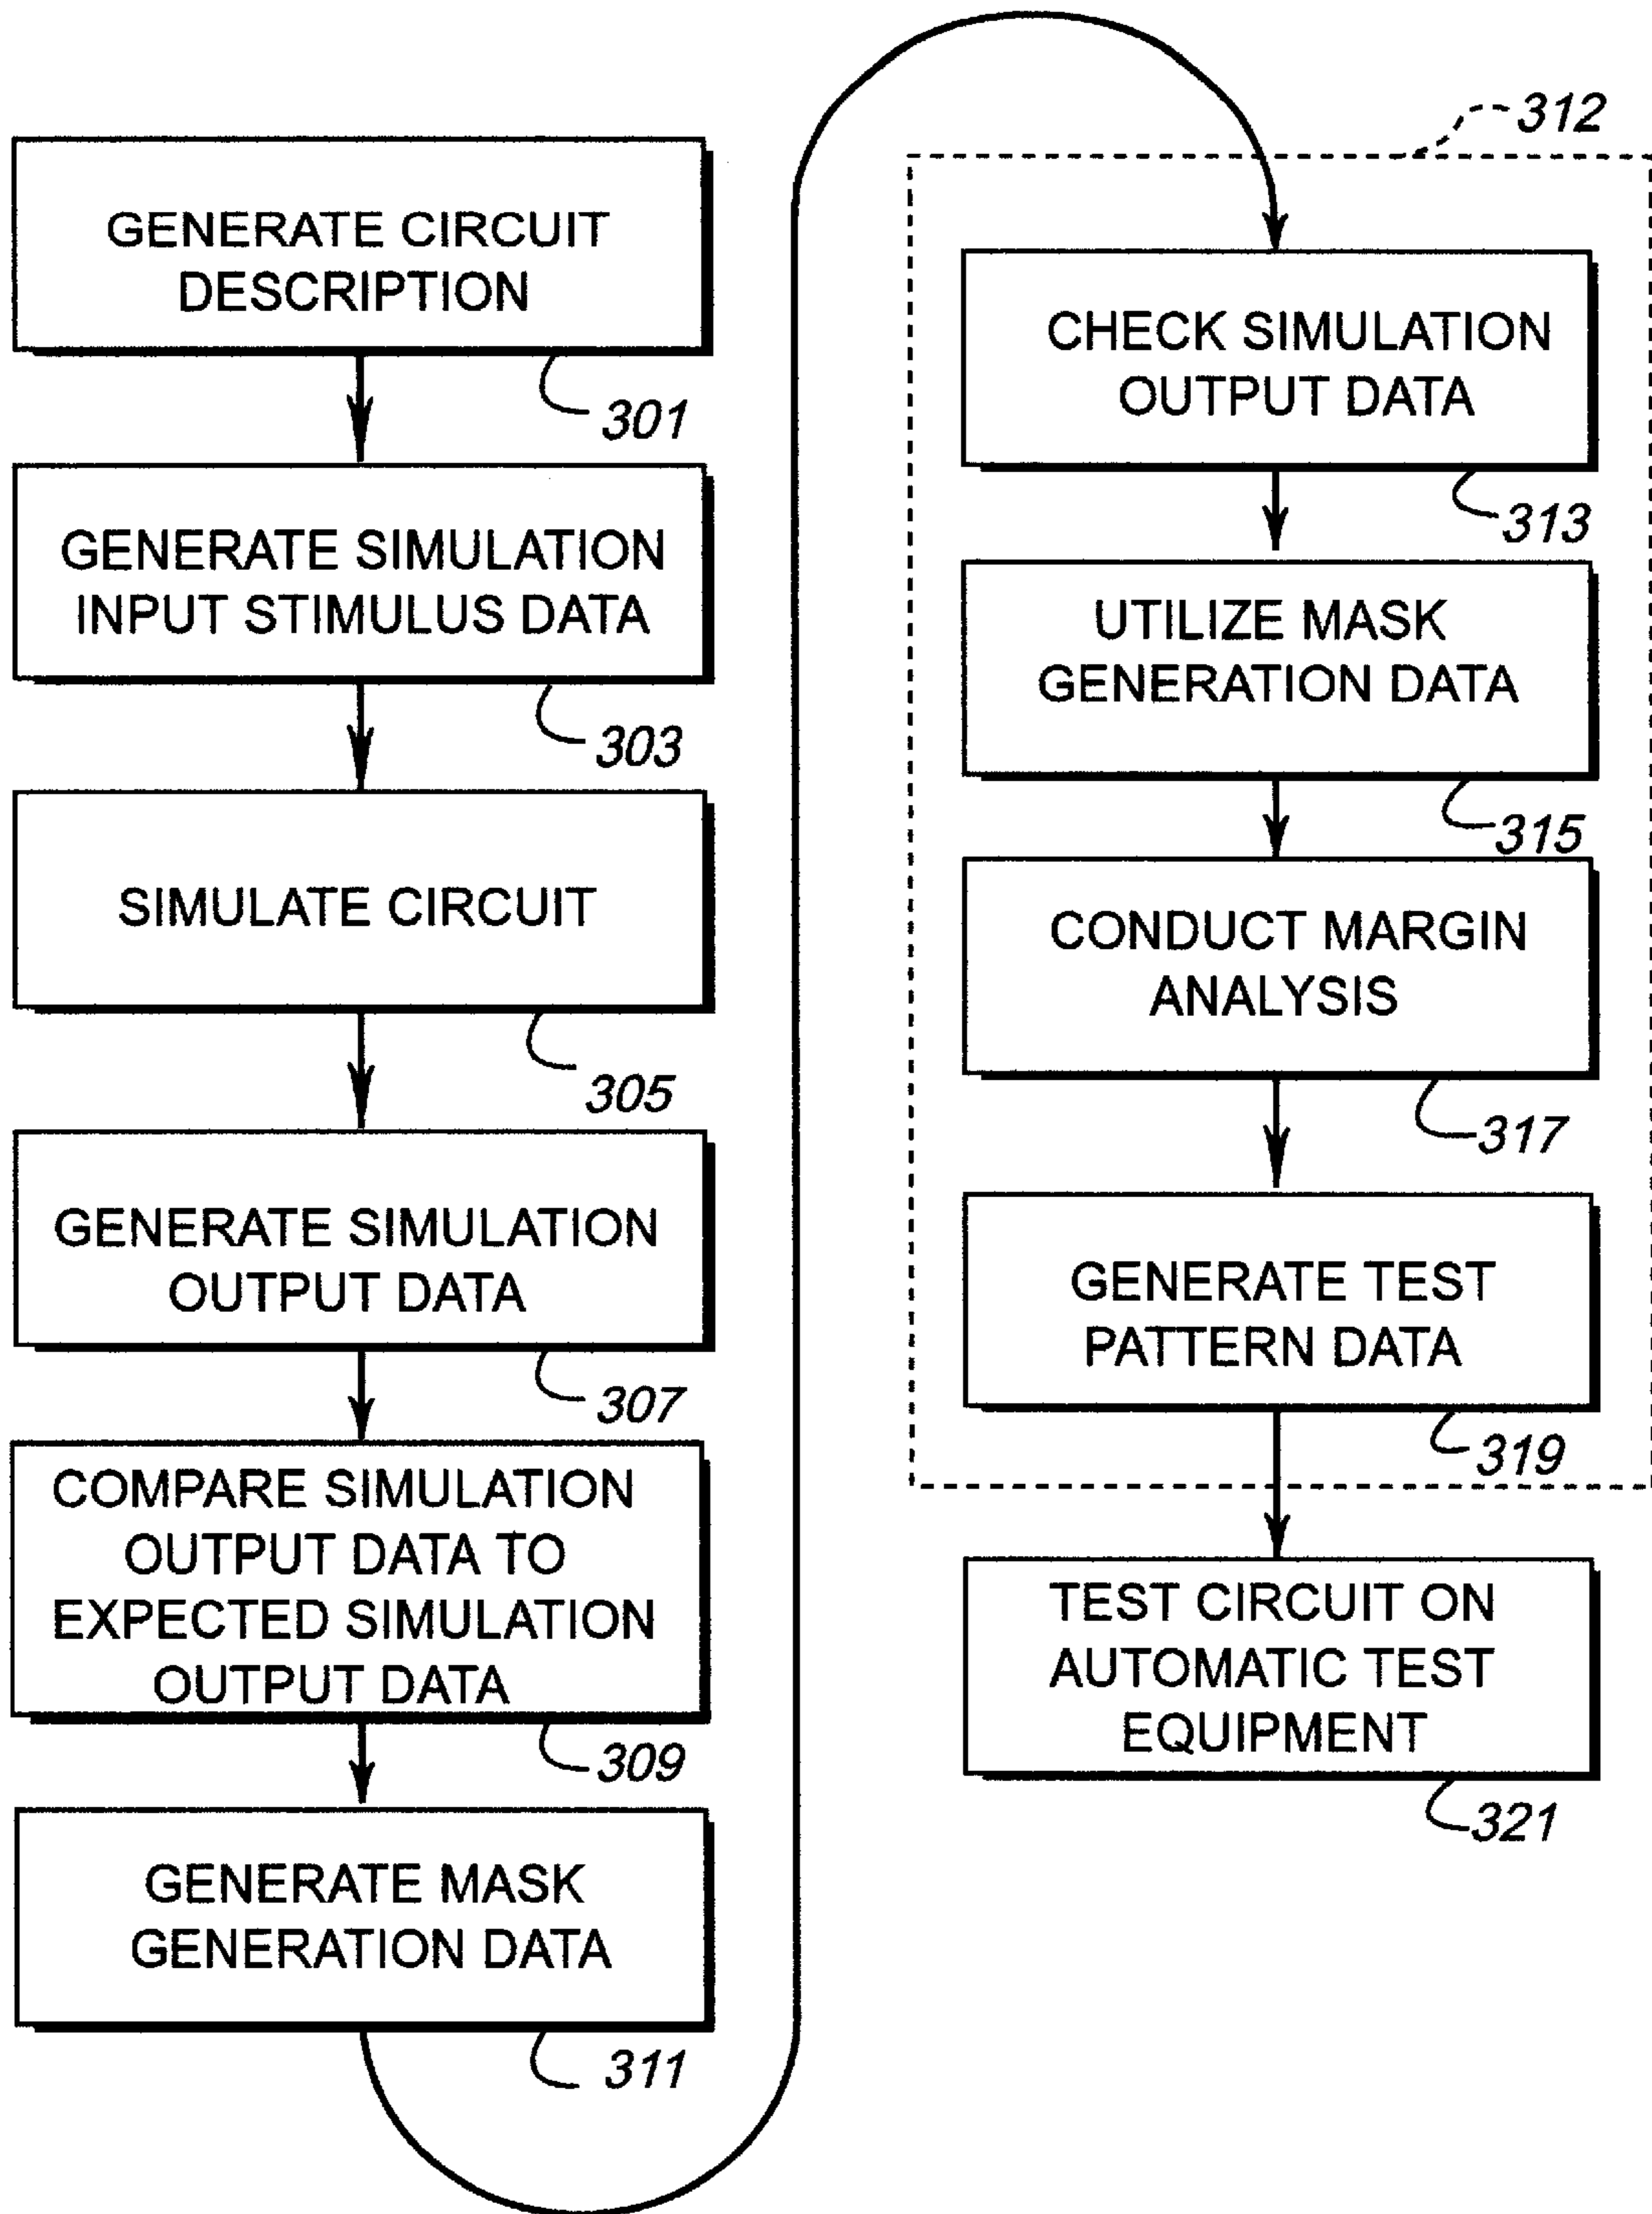 GENERATE CIRCUIT
DESCRIPTION
301
GENERATE SIMULATION
INPUT STIMULUS DATA
303
SIMULATE CIRCUIT
305
GENERATE SIMULATION
OUTPUT DATA
307
COMPARE SIMULATION
OUTPUT DATA TO
EXPECTED SIMULATION
OUTPUT DATA
309
GENERATE MASK
GENERATION DATA
311
312
CHECK SIMULATION
OUTPUT DATA
313
UTILIZE MASK
GENERATION DATA
315
CONDUCT MARGIN
ANALYSIS
317
GENERATE TEST
PATTERN DATA
319
TEST CIRCUIT ON
AUTOMATIC TEST
EQUIPMENT
321